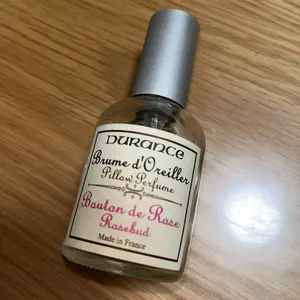 DURANCE
Brume d'Oreiller
Pillow Perfume
Bouton de Rose
Rosebud
Made in France